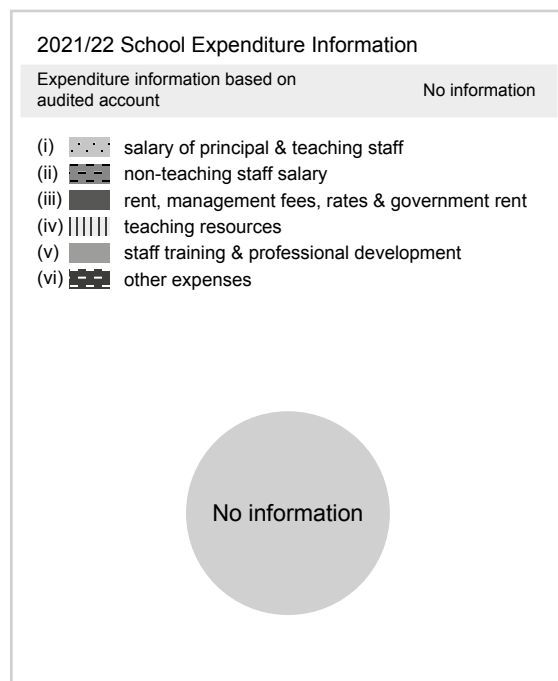 2021/22 School Expenditure Information
Expenditure information based on
audited account
No information
(i) salary of principal & teaching staff
(ii) non-teaching staff salary
(iii) rent, management fees, rates & government rent
(iv) teaching resources
(v) staff training & professional development
(vi) other expenses
No information